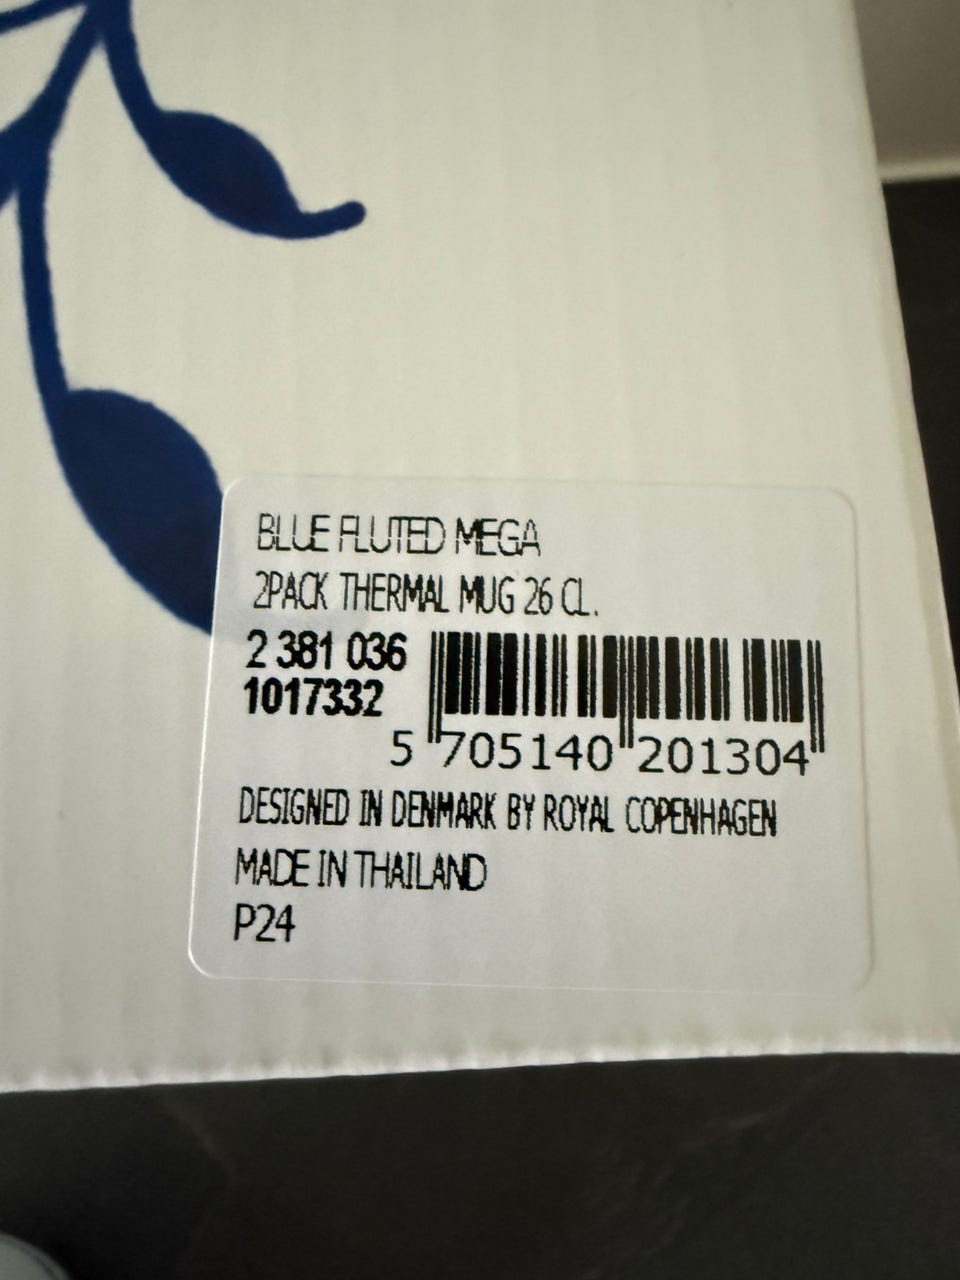 BLUE FLUTED MEGA
2PACK THERMAL MUG 26 CL.
2 381 036
1017332
5 705140 201304
DESIGNED IN DENMARK BY ROYAL COPENHAGEN
MADE IN THAILAND
P24